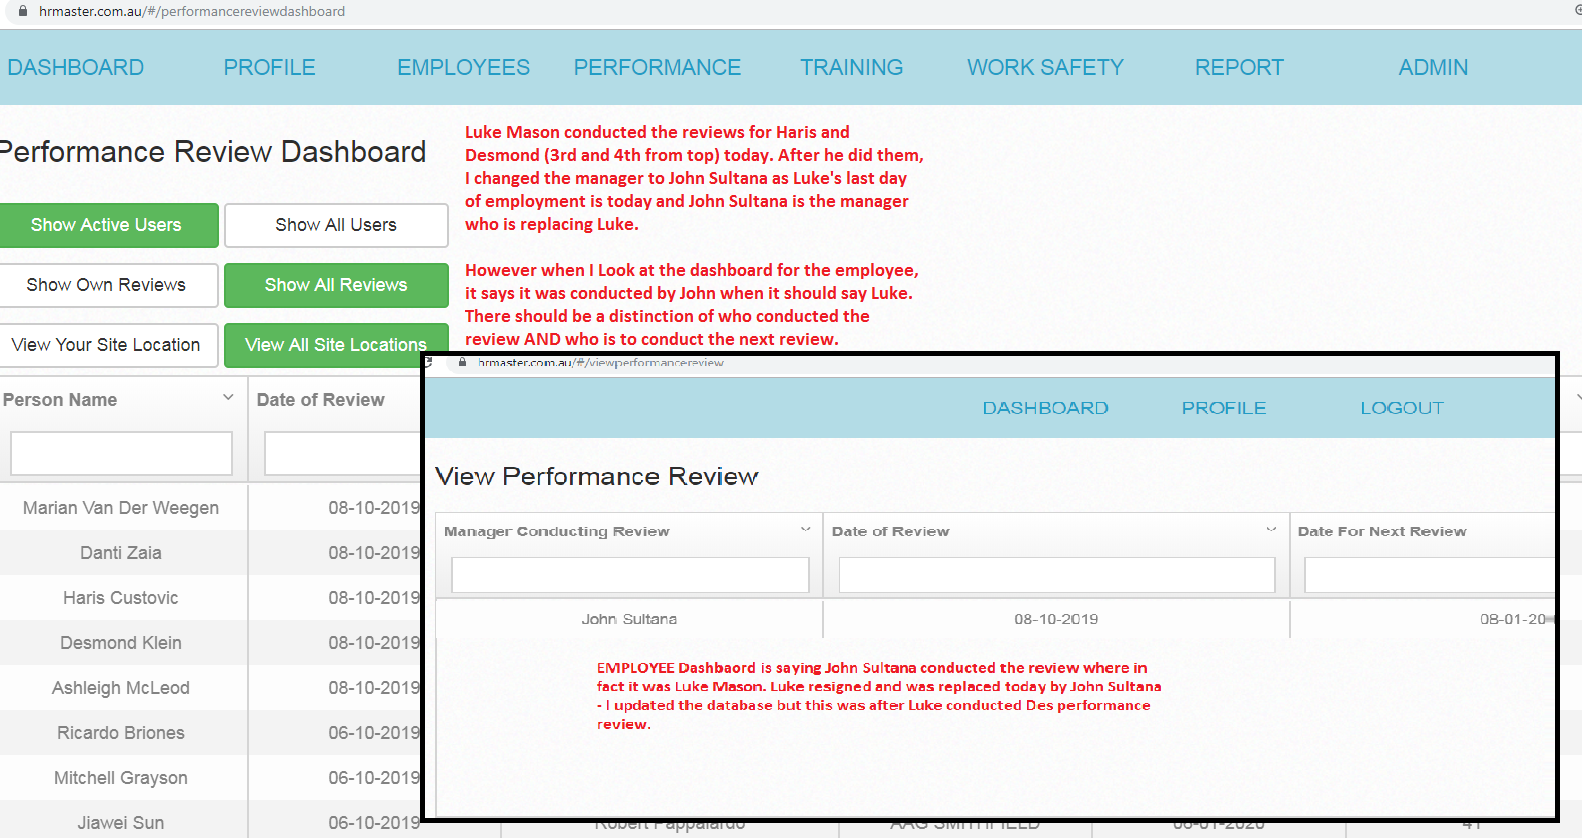 hrmaster.com.au/#/performancereviewdashboard
DASHBOARD PROFILE EMPLOYEES PERFORMANCE TRAINING WORK SAFETY REPORT ADMIN
Performance Review Dashboard
Luke Mason conducted the reviews for Haris and
Desmond (3rd and 4th from top) today. After he did them,
I changed the manager to John Sultana as Luke's last day
of employment is today and John Sultana is the manager
who is replacing Luke.
However when I Look at the dashboard for the employee,
it says it was conducted by John when it should say Luke.
There should be a distinction of who conducted the
review AND who is to conduct the next review.
Show Active Users Show All Users
Show Own Reviews Show All Reviews
View Your Site Location View All Site Locations
Person Name Date of Review
Marian Van Der Weegen 08-10-2019
Danti Zaia 08-10-2019
Haris Custovic 08-10-2019
Desmond Klein 08-10-2019
Ashleigh McLeod 08-10-2019
Ricardo Briones 06-10-2019
Mitchell Grayson 06-10-2019
Jiawei Sun 06-10-2019 Robert Pappalardo AAG SMITHFIELD 06-01-2020 41
hrmaster.com.au/#/viewperformancereview
DASHBOARD PROFILE LOGOUT
View Performance Review
Manager Conducting Review Date of Review Date For Next Review
John Sultana 08-10-2019 08-01-20
EMPLOYEE Dashbaord is saying John Sultana conducted the review where in
fact it was Luke Mason. Luke resigned and was replaced today by John Sultana
- I updated the database but this was after Luke conducted Des performance
review.